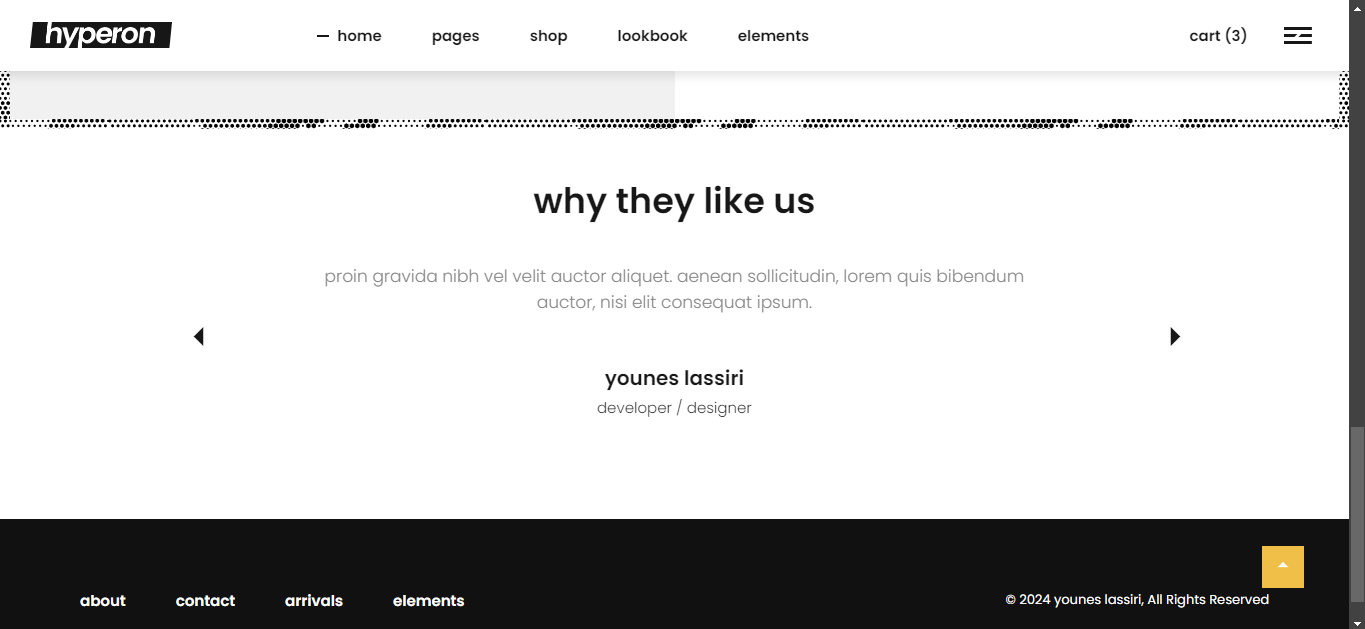 hyperon
home pages shop lookbook elements cart (3)
why they like us
proin gravida nibh vel velit auctor aliquet. aenean sollicitudin, lorem quis bibendum
auctor, nisi elit consequat ipsum.
younes lassiri
developer / designer
about contact arrivals elements © 2024 younes lassiri, All Rights Reserved